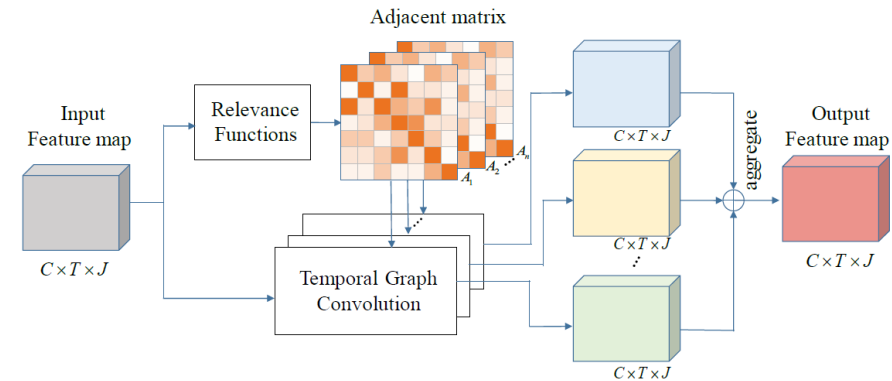 Adjacent matrix
Input
Feature map
C×T×J
Relevance
Functions
A₁
A₂
Aₙ
Temporal Graph
Convolution
C×T×J
C×T×J
C×T×J
aggregate
Output
Feature map
C×T×J